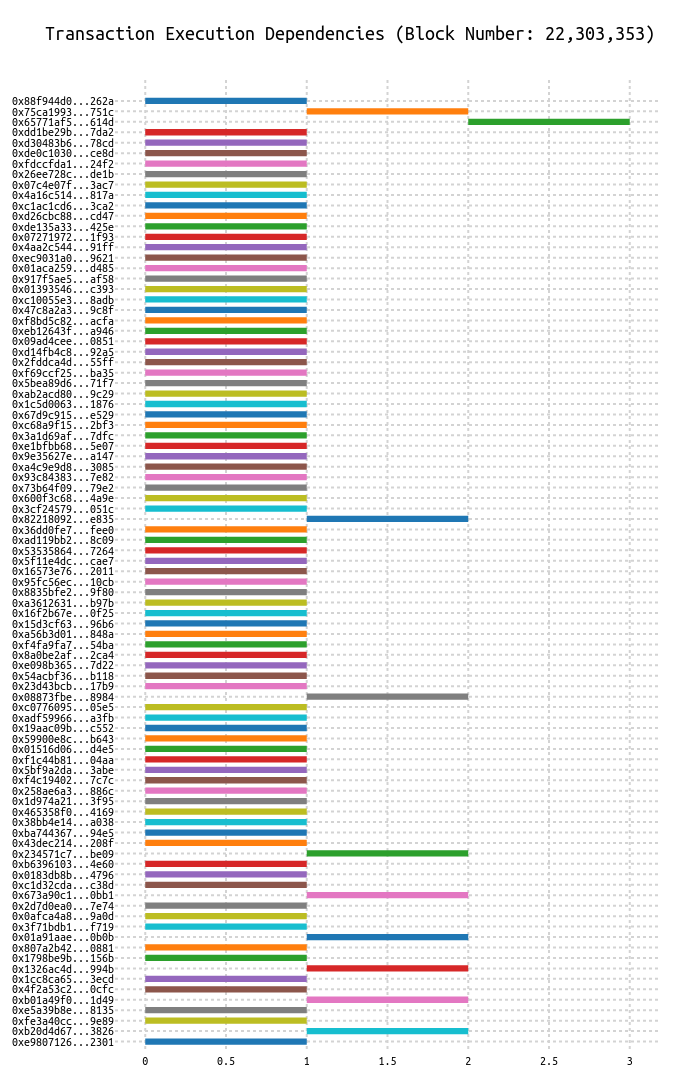 Transaction Execution Dependencies (Block Number: 22,303,353)
0x88f944d0...262a
0x75ca1993...751c
0x65771af5...614d
0xdd1be29b...7da2
0xd30483b6...78cd
0xde0c1030...ce8d
0xfdccfda1...24f2
0x26ee728c...de1b
0x07c4e07f...3ac7
0x4a16c514...817a
0xc1ac1cd6...3ca2
0xd26cbc88...cd47
0xde135a33...425e
0x07271972...1f93
0x4aa2c544...91ff
0xec9031a0...9621
0x01aca259...d485
0x917f5ae5...af58
0x01393546...c393
0xc10055e3...8adb
0x47c8a2a3...9c8f
0xf8bd5c82...acfa
0xeb12643f...a946
0x09ad4cee...0851
0xd14fb4c8...92a5
0x2fddca4d...55ff
0xf69ccf25...ba35
0x5bea89d6...71f7
0xab2acd80...9c29
0x1c5d0063...1876
0x67d9c915...e529
0xc68a9f15...2bf3
0x3a1d69af...7dfc
0xe1bfbb68...5e07
0x9e35627e...a147
0xa4c9e9d8...3085
0x93c84383...7e82
0x73b64f09...79e2
0x600f3c68...4a9e
0x3cf24579...051c
0x82218092...e835
0x36dd0fe7...fee0
0xad119bb2...8c09
0x53535864...7264
0x5f11e4dc...cae7
0x16573e76...2011
0x95fc56ec...10cb
0x8835bfe2...9f80
0xa3612631...b97b
0x16f2b67e...0f25
0x15d3cf63...96b6
0xa56b3d01...848a
0xf4fa9fa7...54ba
0x8a0be2af...2ca4
0xe098b365...7d22
0x54acbf36...b118
0x23d43bcb...17b9
0x08873fbe...8984
0xc0776095...05e5
0xadf59966...a3fb
0x19aac09b...c552
0x59900e8c...b643
0x01516d06...d4e5
0xf1c44b81...04aa
0x5bf9a2da...3abe
0xf4c19402...7c7c
0x258ae6a3...886c
0x1d974a21...3f95
0x465358f0...4169
0x38bb4e14...a038
0xba744367...94e5
0x43dec214...208f
0x234571c7...be09
0xb6396103...4e60
0x0183db8b...4796
0xc1d32cda...c38d
0x673a90c1...0bb1
0x2d7d0ea0...7e74
0x0afca4a8...9a0d
0x3f71bdb1...f719
0x01a91aae...0b0b
0x807a2b42...0881
0x1798be9b...156b
0x1326ac4d...994b
0x1cc8ca65...3ecd
0x4f2a53c2...0cfc
0xb01a49f0...1d49
0xe5a39b8e...8135
0xfe3a40cc...9e89
0xb20d4d67...3826
0xe9807126...2301
0 0.5 1 1.5 2 2.5 3